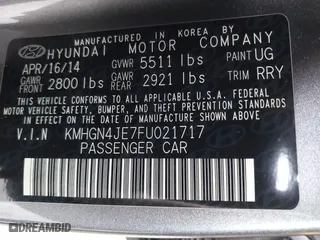 MANUFACTURED IN KOREA BY
HYUNDAI MOTOR COMPANY
APR/16/14 GVWR 5511 lbs PAINT UG
GAWR FRONT 2800 lbs GAWR REAR 2921 lbs TRIM RRY
THIS VEHICLE CONFORMS TO ALL APPLICABLE FEDERAL MOTOR VEHICLE SAFETY, BUMPER, AND THEFT PREVENTION STANDARDS IN EFFECT ON THE DATE OF MANUFACTURE SHOWN ABOVE.
V.I.N KMHGN4JE7FU021717
PASSENGER CAR
DREAMBID